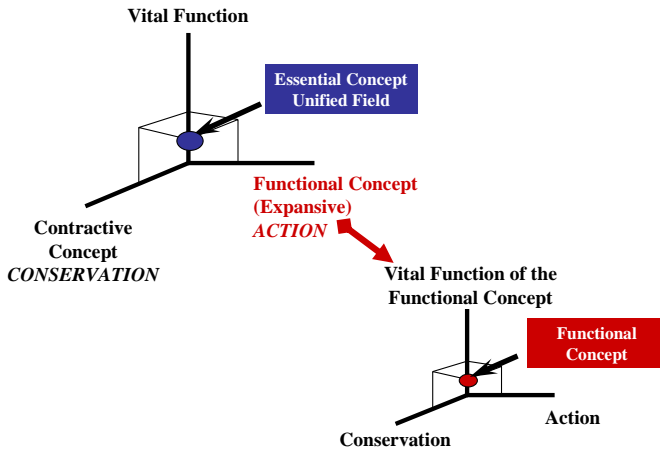 Vital Function
Essential Concept
Unified Field
Functional Concept
(Expansive)
ACTION
Contractive
Concept
CONSERVATION
Vital Function of the
Functional Concept
Functional
Concept
Action
Conservation